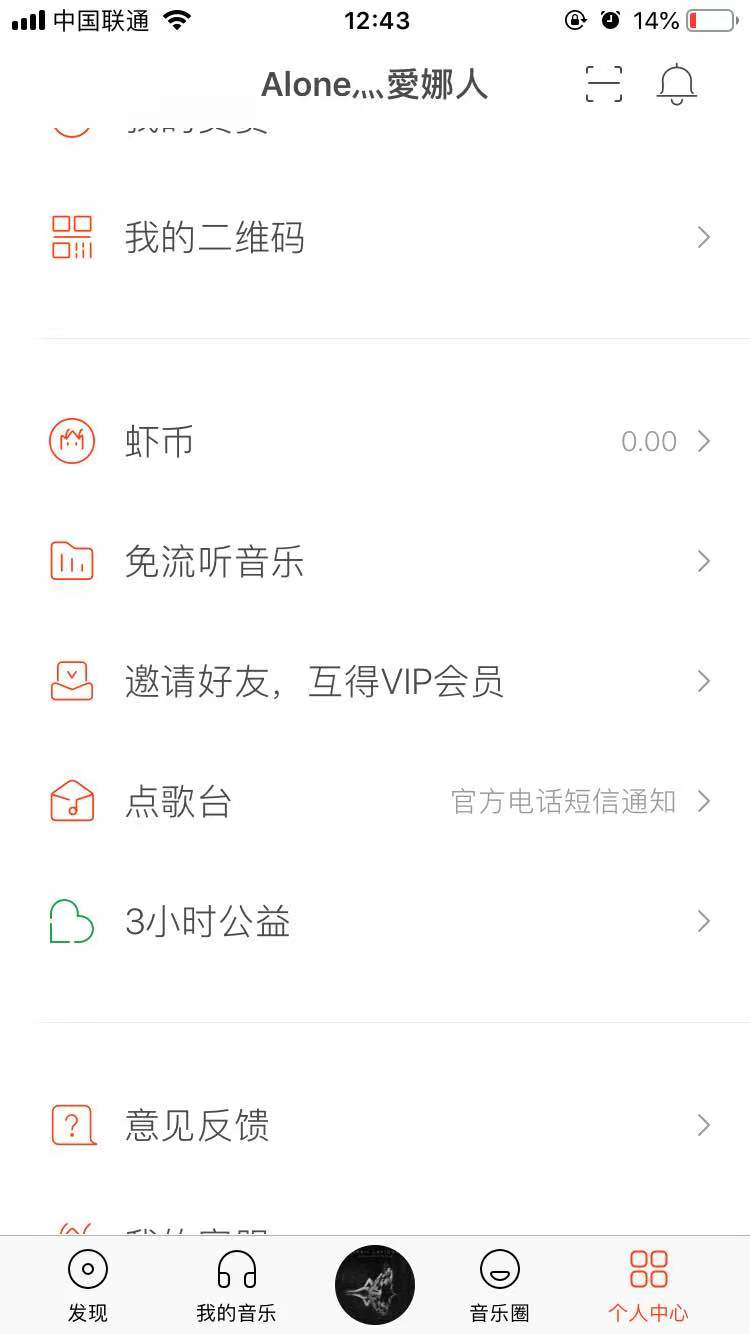 中国联通
12:43
14%
Alone灬愛娜人
我的二维码
虾币
0.00
免流听音乐
邀请好友，互得VIP会员
点歌台
官方电话短信通知
3小时公益
意见反馈
发现
我的音乐
音乐圈
个人中心